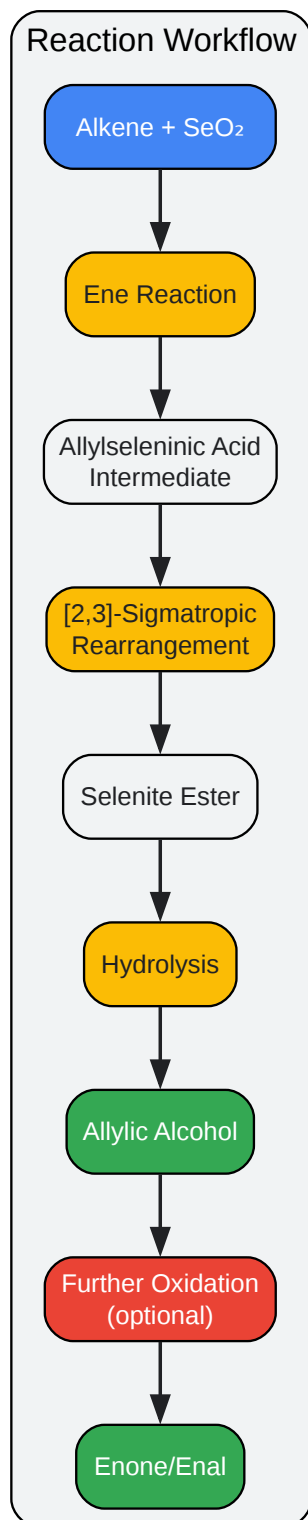 Reaction Workflow
Alkene + SeO₂
Ene Reaction
Allylseleninic Acid
Intermediate
[2,3]-Sigmatropic
Rearrangement
Selenite Ester
Hydrolysis
Allylic Alcohol
Further Oxidation
(optional)
Enone/Enal